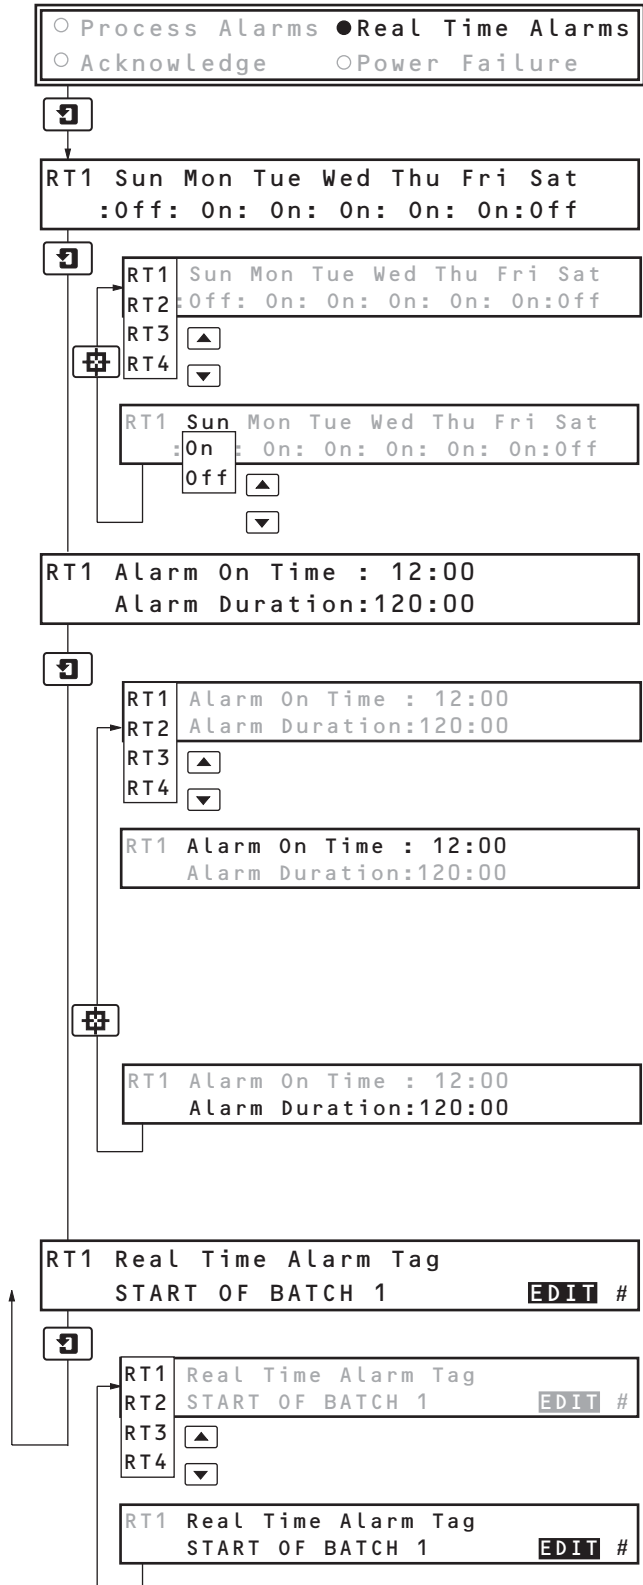 ○ Process Alarms ●Real Time Alarms
○ Acknowledge ○Power Failure
RT1 Sun Mon Tue Wed Thu Fri Sat
:Off: On: On: On: On: On:Off
RT1 Sun Mon Tue Wed Thu Fri Sat
RT2 :Off: On: On: On: On: On:Off
RT3
RT4
RT1 Sun Mon Tue Wed Thu Fri Sat
: On : On: On: On: On: On:Off
Off
RT1 Alarm On Time : 12:00
Alarm Duration:120:00
RT1 Alarm On Time : 12:00
RT2 Alarm Duration:120:00
RT3
RT4
RT1 Alarm On Time : 12:00
Alarm Duration:120:00
RT1 Alarm On Time : 12:00
Alarm Duration:120:00
RT1 Real Time Alarm Tag
START OF BATCH 1 EDIT #
RT1 Real Time Alarm Tag
RT2 START OF BATCH 1 EDIT #
RT3
RT4
RT1 Real Time Alarm Tag
START OF BATCH 1 EDIT #